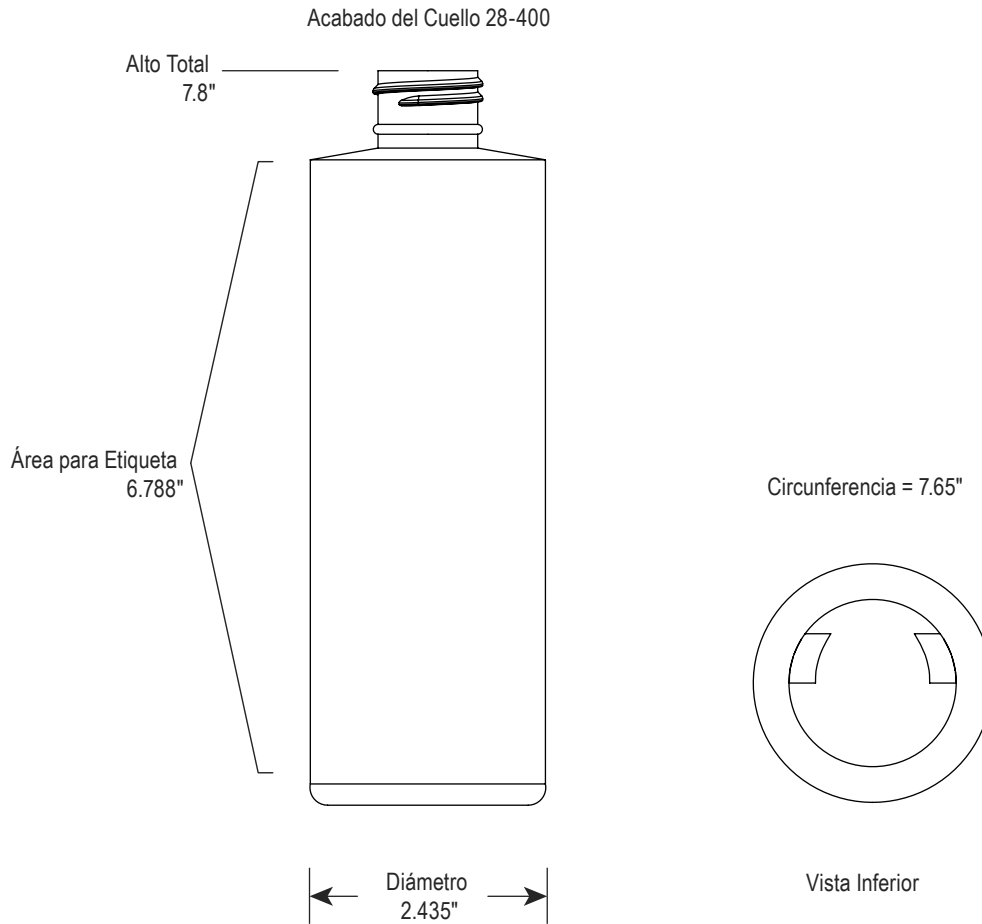 Acabado del Cuello 28-400
Alto Total
7.8"
Área para Etiqueta
6.788"
Circunferencia = 7.65"
Diámetro
2.435"
Vista Inferior